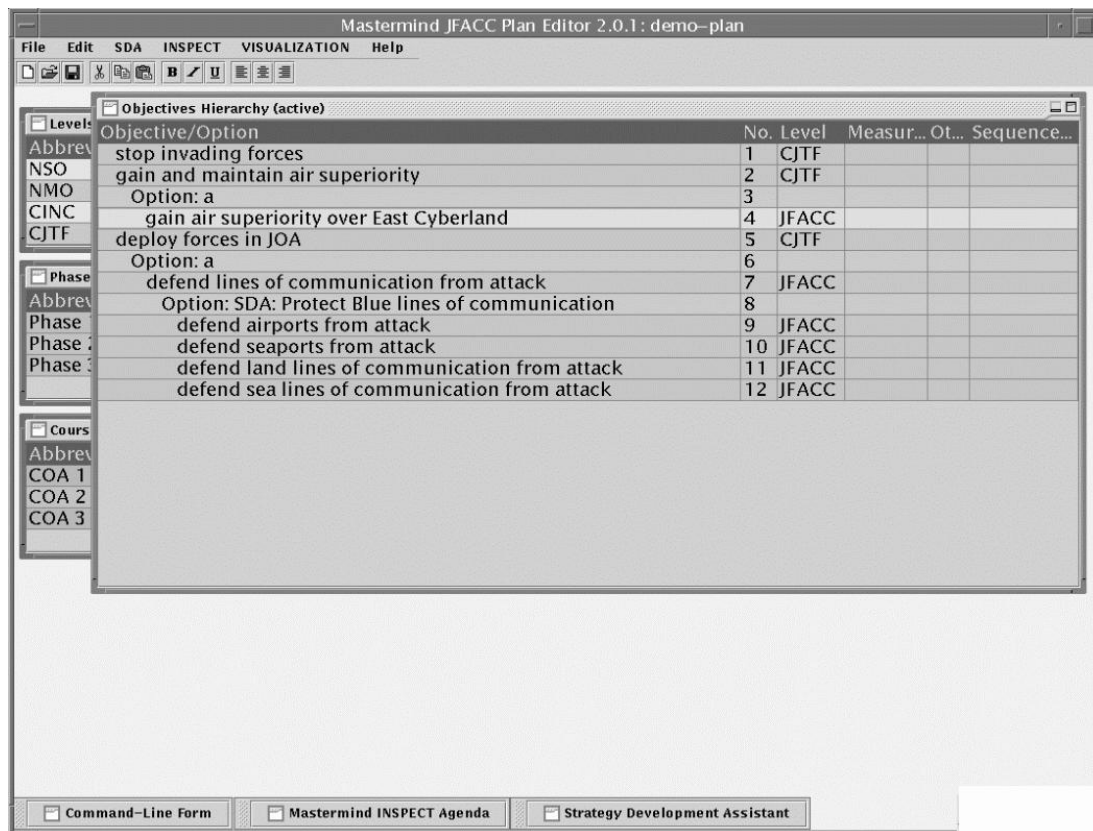 Mastermind JFACC Plan Editor 2.0.1: demo–plan
File Edit SDA INSPECT VISUALIZATION Help
B I U
Objectives Hierarchy (active)
Objective/Option No. Level Measur... Ot... Sequence...
stop invading forces 1 CJTF
gain and maintain air superiority 2 CJTF
Option: a 3
gain air superiority over East Cyberland 4 JFACC
deploy forces in JOA 5 CJTF
Option: a 6
defend lines of communication from attack 7 JFACC
Option: SDA: Protect Blue lines of communication 8
defend airports from attack 9 JFACC
defend seaports from attack 10 JFACC
defend land lines of communication from attack 11 JFACC
defend sea lines of communication from attack 12 JFACC
Levels
Abbrev
NSO
NMO
CINC
CJTF
Phase
Abbrev
Phase
Phase
Phase
Cours
Abbrev
COA 1
COA 2
COA 3
Command–Line Form
Mastermind INSPECT Agenda
Strategy Development Assistant